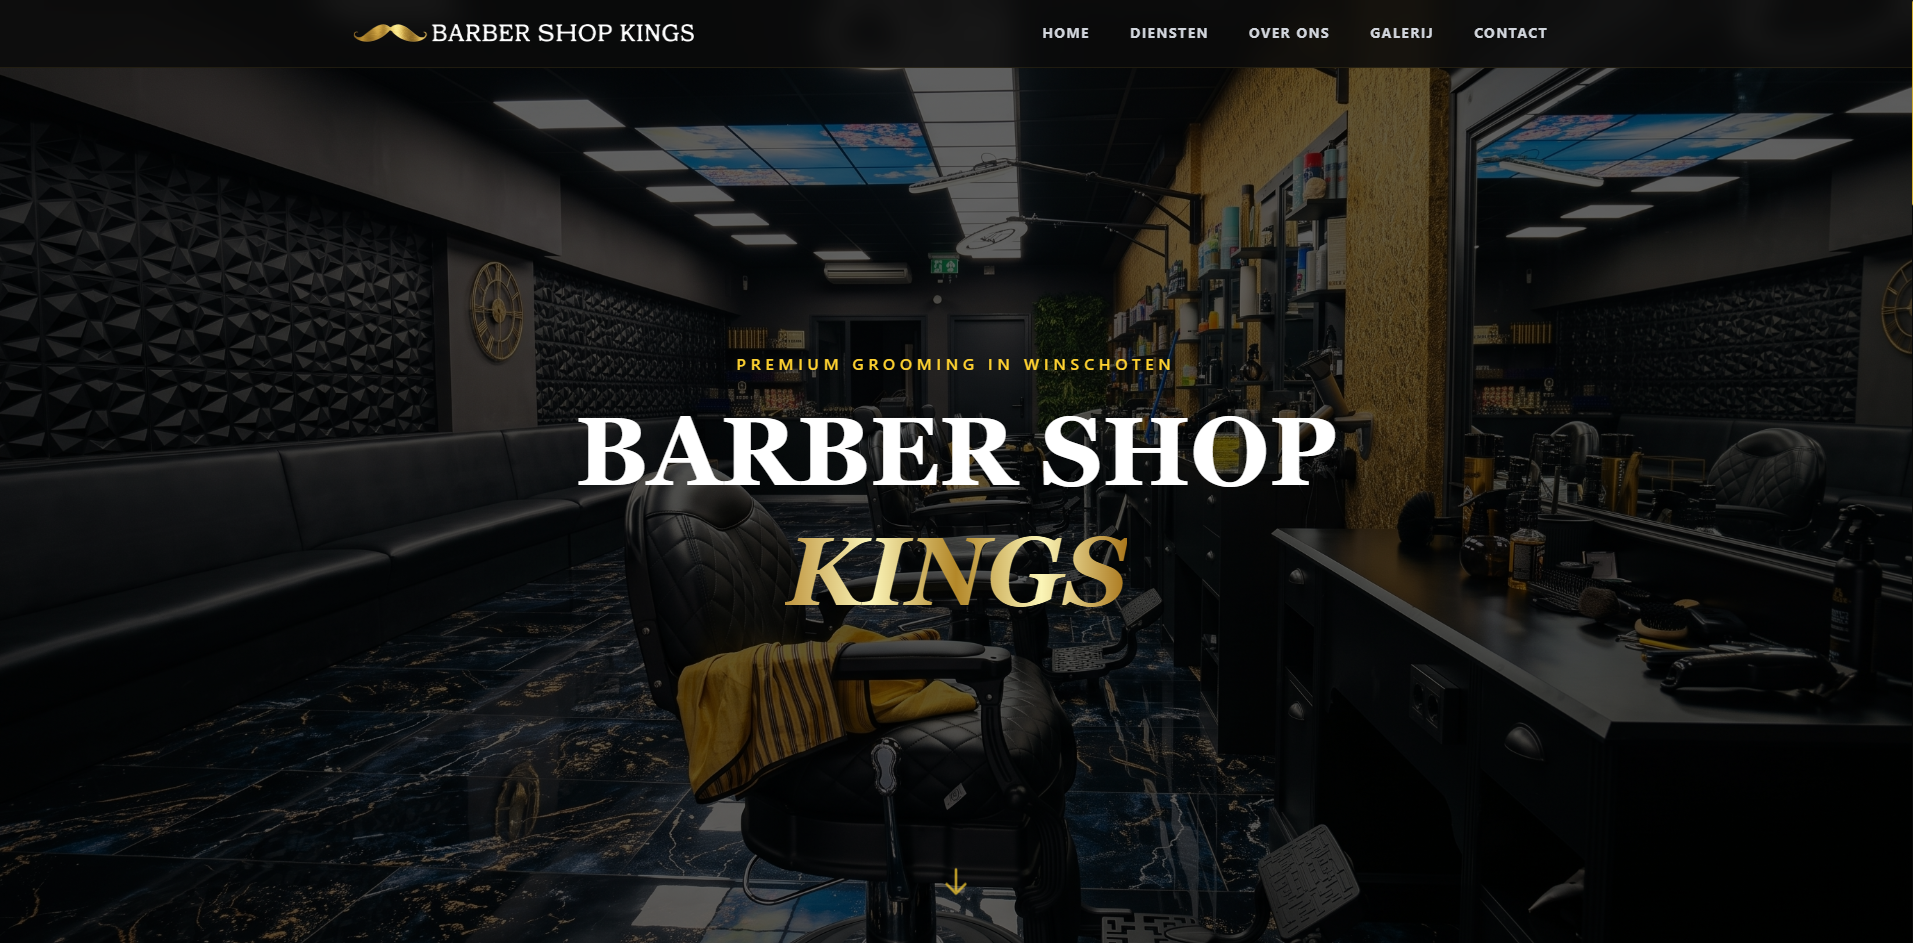 BARBER SHOP KINGS
HOME DIENSTEN OVER ONS GALERIJ CONTACT
PREMIUM GROOMING IN WINSCHOTEN
BARBER SHOP
KINGS